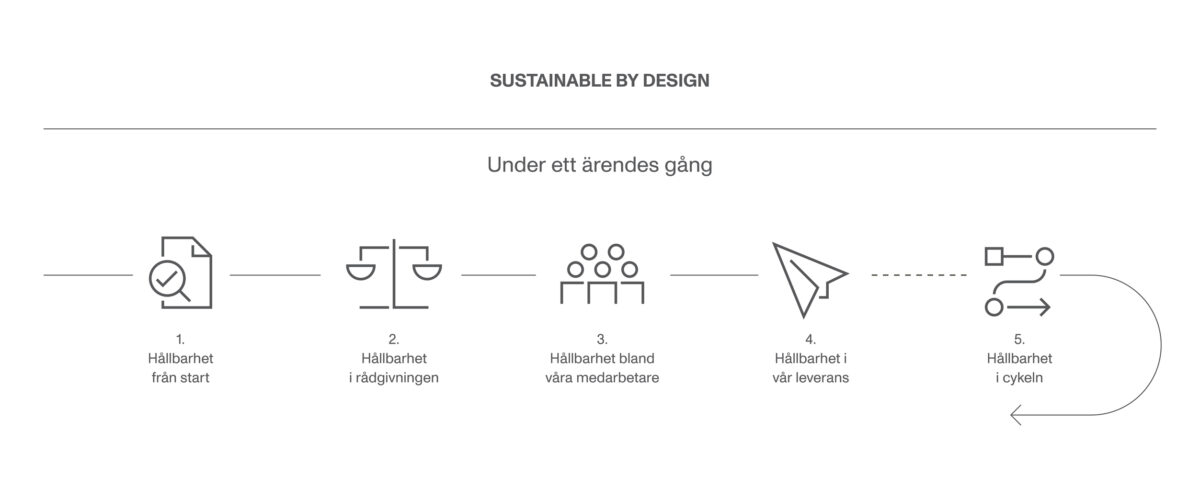 SUSTAINABLE BY DESIGN
Under ett ärendes gång
1.
Hållbarhet
från start
2.
Hållbarhet
i rådgivningen
3.
Hållbarhet bland
våra medarbetare
4.
Hållbarhet i
vår leverans
5.
Hållbarhet
i cykeln